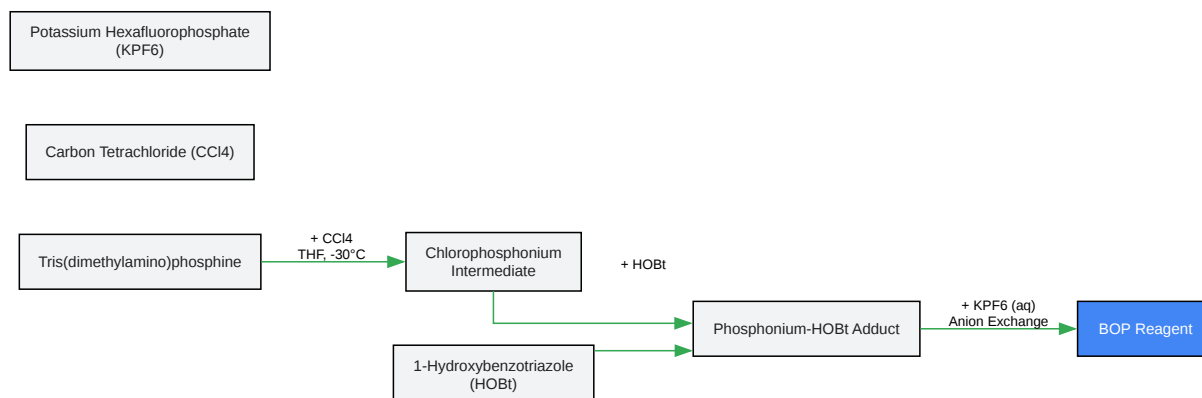 Potassium Hexafluorophosphate
(KPF6)
Carbon Tetrachloride (CCl4)
Tris(dimethylamino)phosphine
+ CCl4
THF, -30°C
Chlorophosphonium
Intermediate
+ HOBt
1-Hydroxybenzotriazole
(HOBt)
Phosphonium-HOBt Adduct
+ KPF6 (aq)
Anion Exchange
BOP Reagent